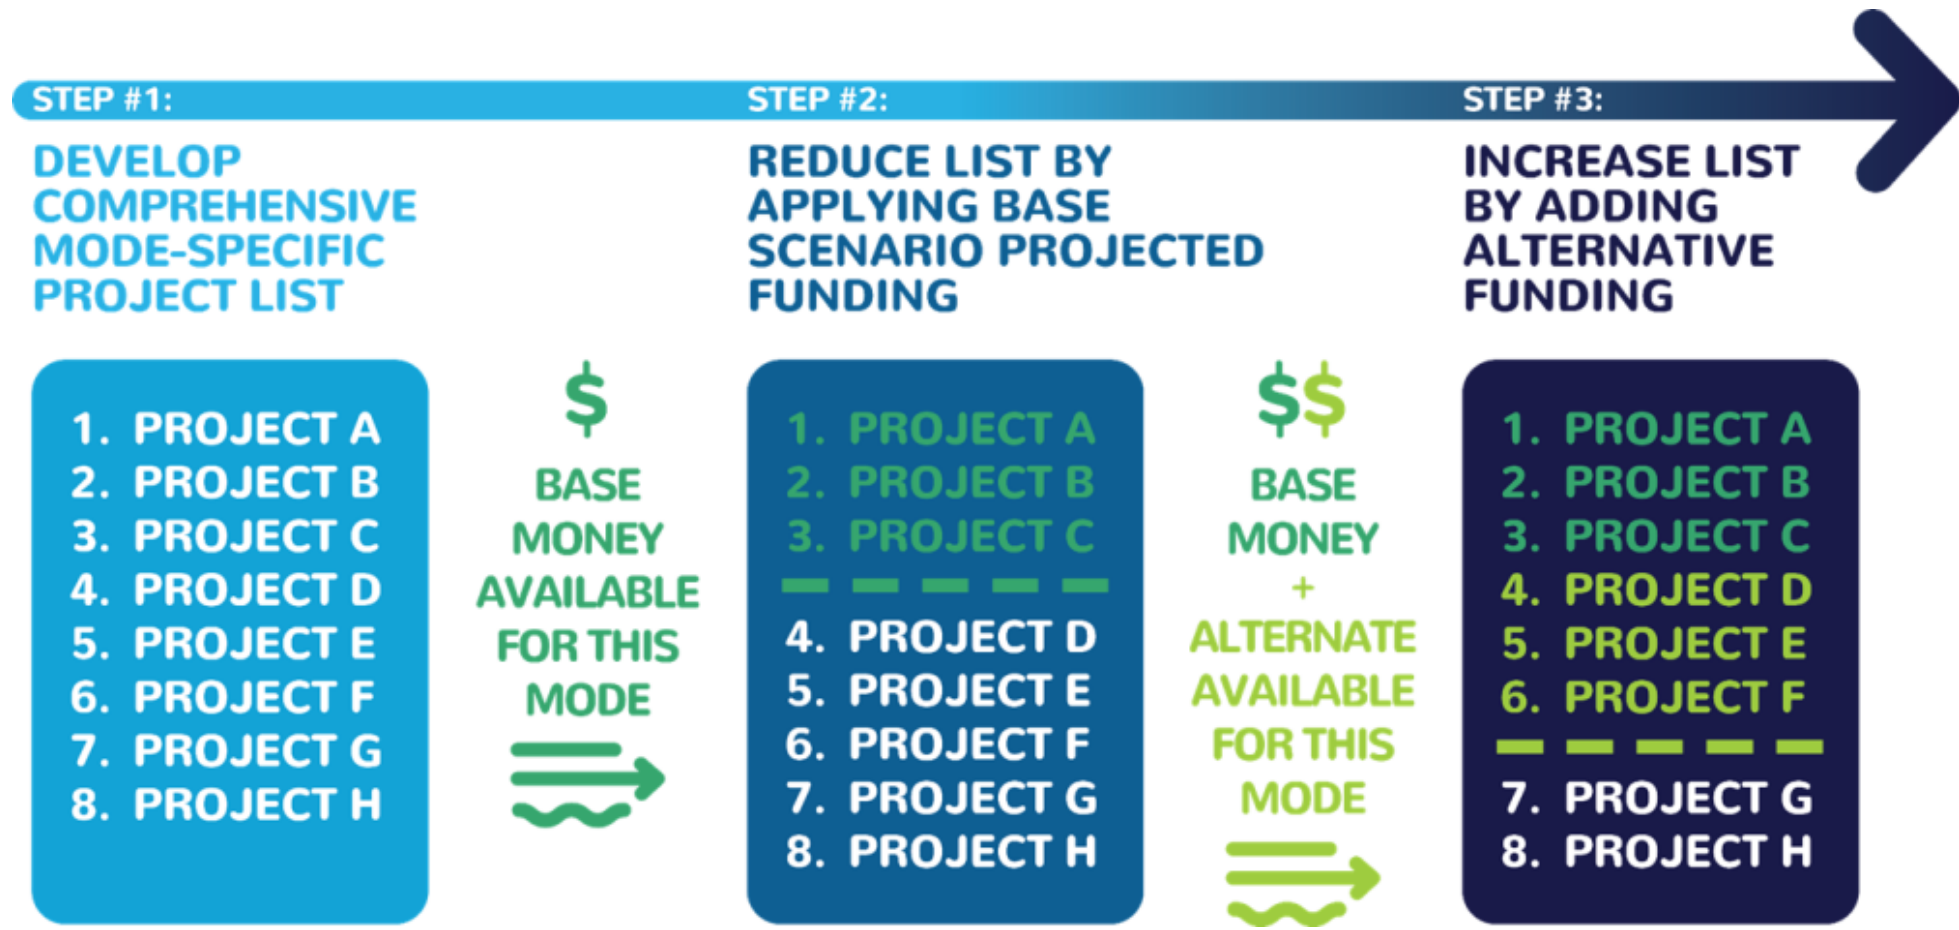 STEP #1:
DEVELOP
COMPREHENSIVE
MODE-SPECIFIC
PROJECT LIST
1. PROJECT A
2. PROJECT B
3. PROJECT C
4. PROJECT D
5. PROJECT E
6. PROJECT F
7. PROJECT G
8. PROJECT H
$
BASE
MONEY
AVAILABLE
FOR THIS
MODE
STEP #2:
REDUCE LIST BY
APPLYING BASE
SCENARIO PROJECTED
FUNDING
1. PROJECT A
2. PROJECT B
3. PROJECT C
4. PROJECT D
5. PROJECT E
6. PROJECT F
7. PROJECT G
8. PROJECT H
$$
BASE
MONEY
+
ALTERNATE
AVAILABLE
FOR THIS
MODE
STEP #3:
INCREASE LIST
BY ADDING
ALTERNATIVE
FUNDING
1. PROJECT A
2. PROJECT B
3. PROJECT C
4. PROJECT D
5. PROJECT E
6. PROJECT F
7. PROJECT G
8. PROJECT H